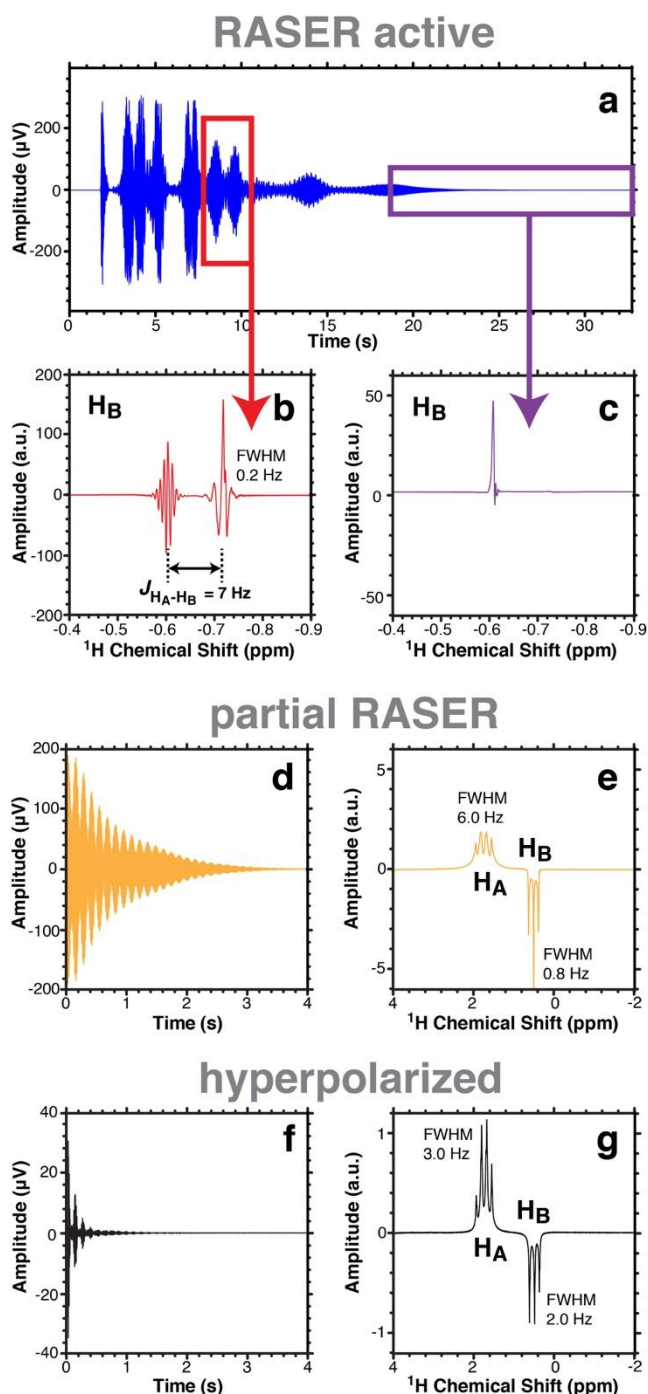 RASER active
a
Amplitude (µV)
200
0
-200
0 5 10 15 20 25 30
Time (s)
HB
b
FWHM
0.2 Hz
JHA-HB = 7 Hz
Amplitude (a.u.)
200
100
0
-100
-200
-0.4 -0.5 -0.6 -0.7 -0.8 -0.9
1H Chemical Shift (ppm)
HB
c
Amplitude (a.u.)
50
0
-50
-0.4 -0.5 -0.6 -0.7 -0.8 -0.9
1H Chemical Shift (ppm)
partial RASER
d
Amplitude (µV)
200
100
0
-100
-200
0 1 2 3 4
Time (s)
e
FWHM
6.0 Hz
HA
HB
FWHM
0.8 Hz
Amplitude (a.u.)
5
0
-5
4 2 0 -2
1H Chemical Shift (ppm)
hyperpolarized
f
Amplitude (µV)
40
20
0
-20
-40
0 1 2 3 4
Time (s)
g
FWHM
3.0 Hz
HA
HB
FWHM
2.0 Hz
Amplitude (a.u.)
1
0
-1
4 2 0 -2
1H Chemical Shift (ppm)